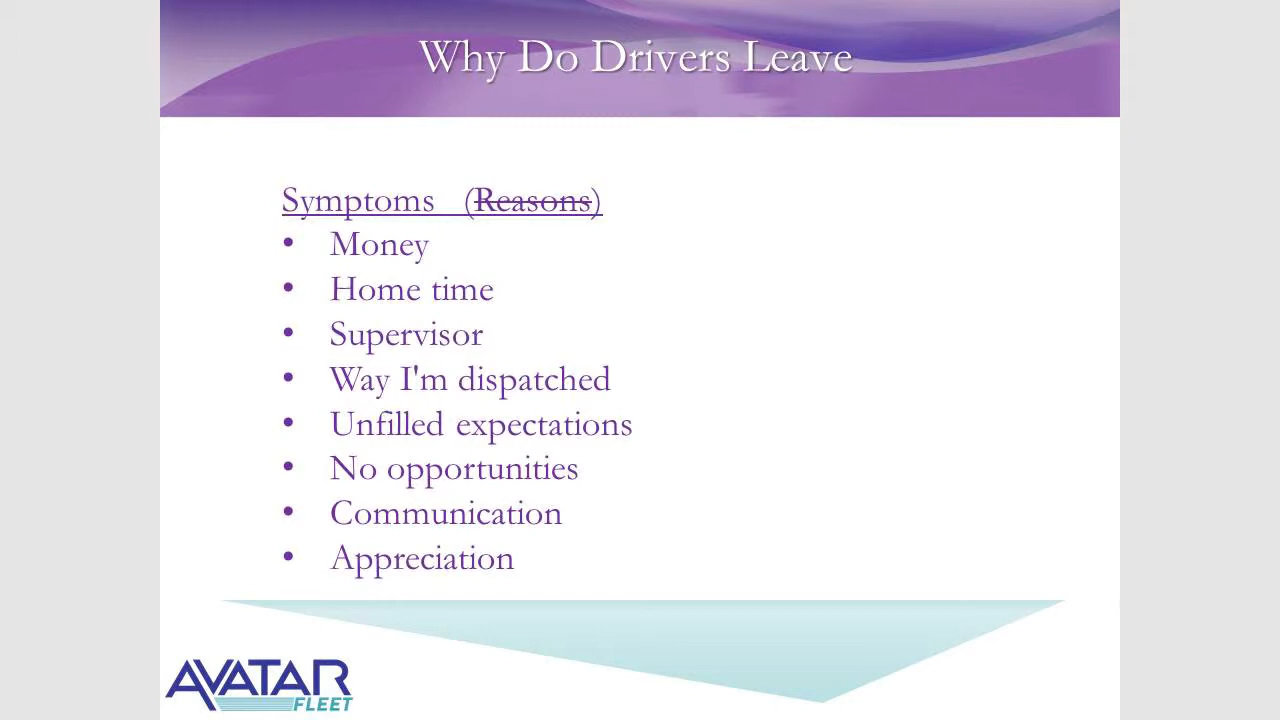 Why Do Drivers Leave
Symptoms (Reasons)
• Money
• Home time
• Supervisor
• Way I'm dispatched
• Unfilled expectations
• No opportunities
• Communication
• Appreciation
AVATAR
FLEET